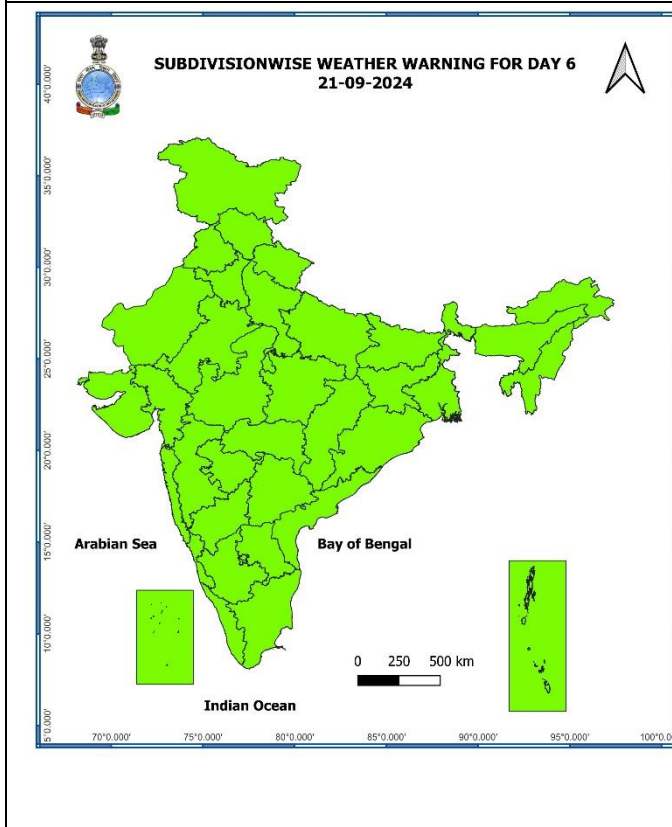 SUBDIVISIONWISE WEATHER WARNING FOR DAY 6
21-09-2024
40°0.000'
35°0.000'
30°0.000'
25°0.000'
20°0.000'
15°0.000'
10°0.000'
5°0.000'
Arabian Sea
Bay of Bengal
0 250 500 km
Indian Ocean
70°0.000' 75°0.000' 80°0.000' 85°0.000' 90°0.000' 95°0.000' 100°0.0